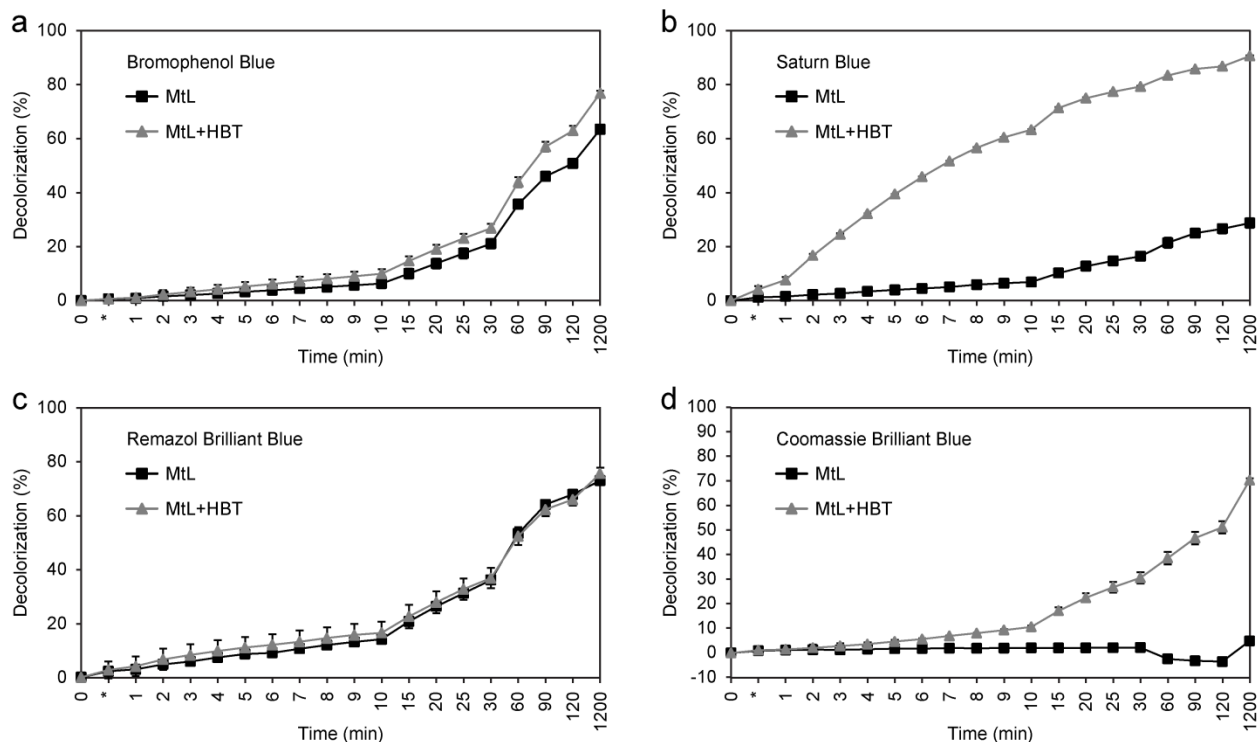 a
100
80
60
40
20
0
Decolorization (%)
Bromophenol Blue
MtL
MtL+HBT
0 * 1 2 3 4 5 6 7 8 9 10 15 20 25 30 60 90 120 1200
Time (min)
b
100
80
60
40
20
0
Decolorization (%)
Saturn Blue
MtL
MtL+HBT
0 * 1 2 3 4 5 6 7 8 9 10 15 20 25 30 60 90 120 1200
Time (min)
c
100
80
60
40
20
0
Decolorization (%)
Remazol Brilliant Blue
MtL
MtL+HBT
0 * 1 2 3 4 5 6 7 8 9 10 15 20 25 30 60 90 120 1200
Time (min)
d
100
90
80
70
60
50
40
30
20
10
0
-10
Decolorization (%)
Coomassie Brilliant Blue
MtL
MtL+HBT
0 * 1 2 3 4 5 6 7 8 9 10 15 20 25 30 60 90 120 1200
Time (min)